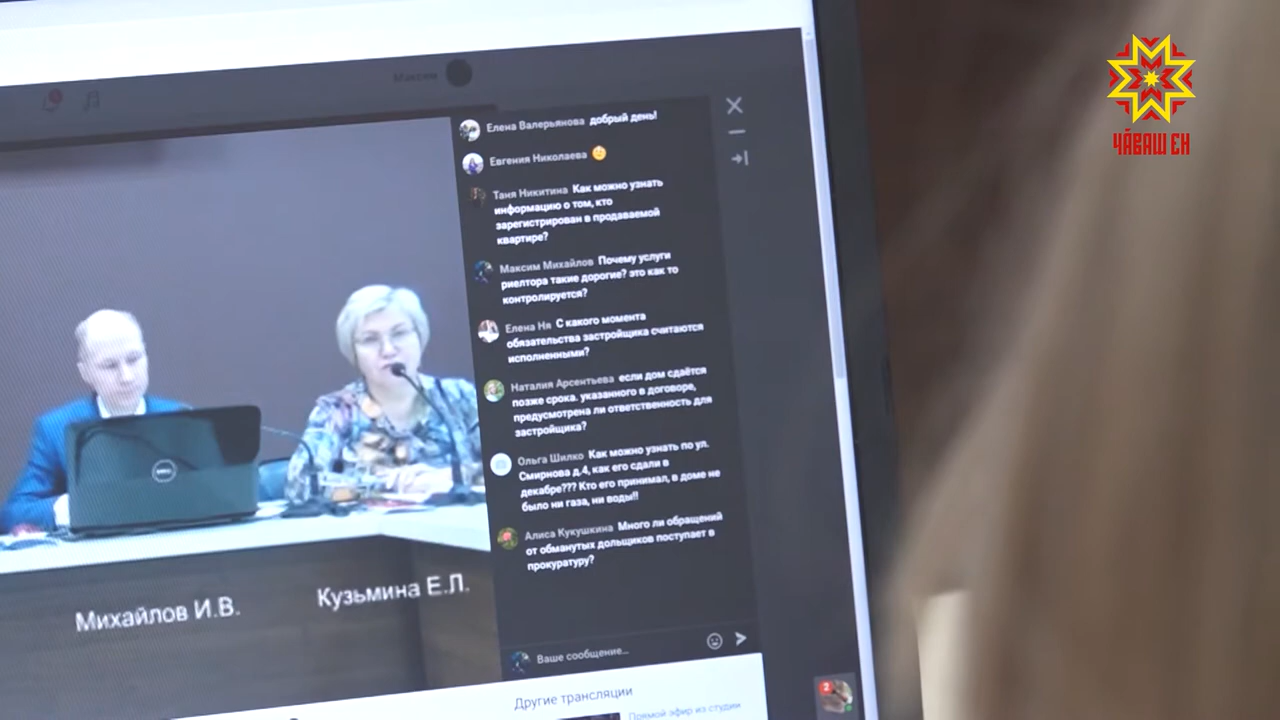 Максим
ЧӐВАШ ЕН
Елена Валерьянова добрый день!
Евгения Николаева
Таня Никитина Как можно узнать
информацию о том, кто
зарегистрирован в продаваемой
квартире?
Максим Михайлов Почему услуги
риелтора такие дорогие? это как то
контролируется?
Елена Ня С какого момента
обязательства застройщика считаются
исполненными?
Наталия Арсентьева если дом сдаётся
позже срока. указанного в договоре,
предусмотрена ли ответственность для
застройщика?
Ольга Шилко Как можно узнать по ул.
Смирнова д.4, как его сдали в
декабре??? Кто его принимал, в доме не
было ни газа, ни воды!!
Алиса Кукушкина Много ли обращений
от обманутых дольщиков поступает в
прокуратуру?
DELL
Михайлов И.В.
Кузьмина Е.Л.
Ваше сообщение...
Другие трансляции
Прямой эфир из студии
2